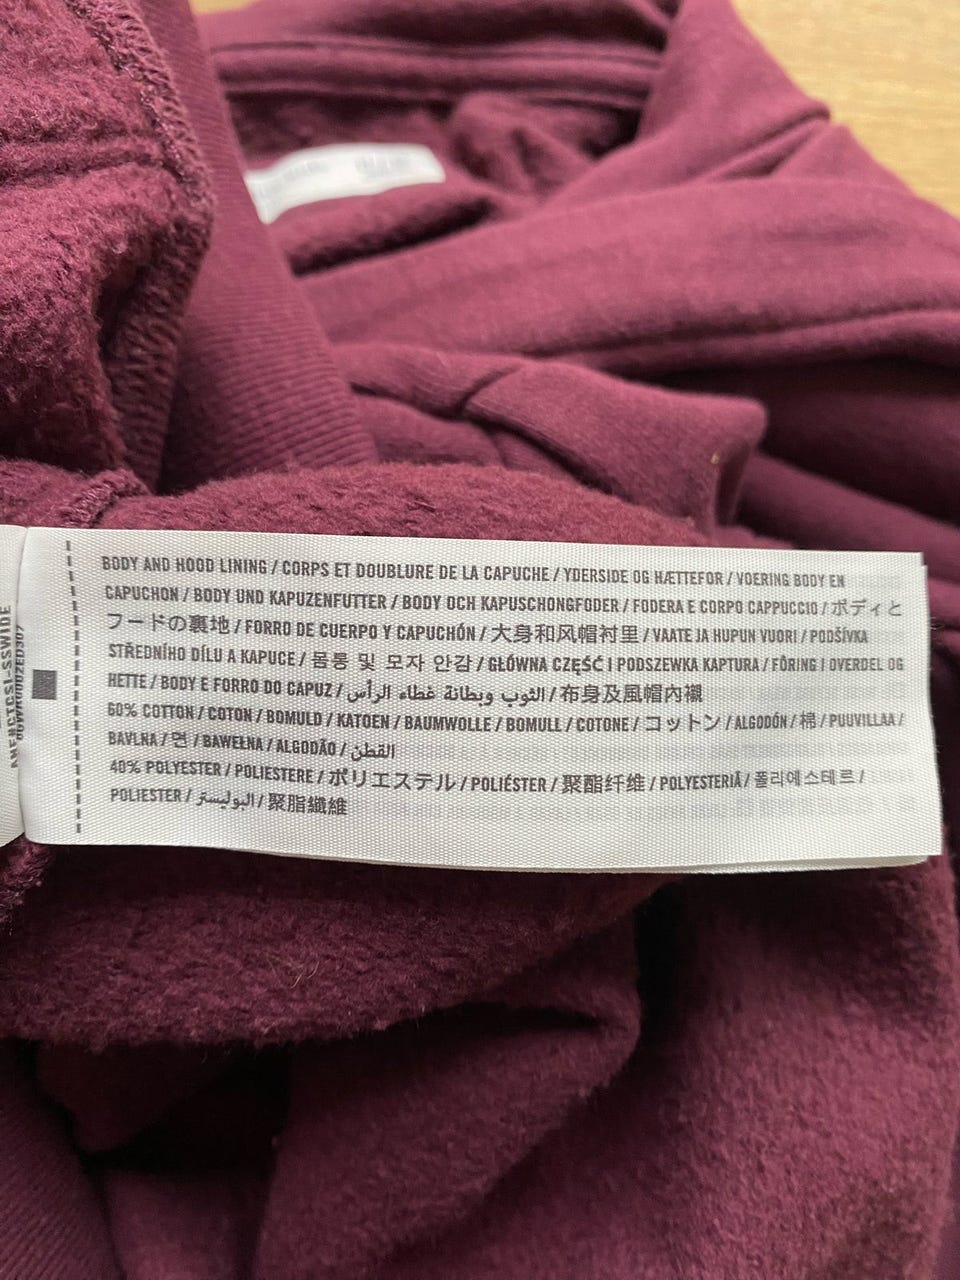 BODY AND HOOD LINING / CORPS ET DOUBLURE DE LA CAPUCHE / YDERSIDE OG HÆTTEFOR / VOERING BODY EN
CAPUCHON / BODY UND KAPUZENFUTTER / BODY OCH KAPUSCHONGFODER / FODERA E CORPO CAPPUCCIO / ボディと
フードの裏地 / FORRO DE CUERPO Y CAPUCHÓN / 大身和风帽衬里 / VAATE JA HUPUN VUORI / PODŠÍVKA
STŘEDNÍHO DÍLU A KAPUCE / 몸통 및 모자 안감 / GŁÓWNA CZĘŚĆ I PODSZEWKA KAPTURA / FÔRING I OVERDEL OG
HETTE / BODY E FORRO DO CAPUZ / الثوب وبطانة غطاء الرأس / 布身及風帽內襯
60% COTTON / COTON / BOMULD / KATOEN / BAUMWOLLE / BOMULL / COTONE / コットン / ALGODÓN / 棉 / PUUVILLAA /
BAVLNA / 면 / BAWEŁNA / ALGODÃO / القطن
40% POLYESTER / POLIESTERE / ポリエステル / POLIÉSTER / 聚酯纤维 / POLYESTERIÄ / 폴리에스테르 /
POLIESTER / البوليستر / 聚脂纖維